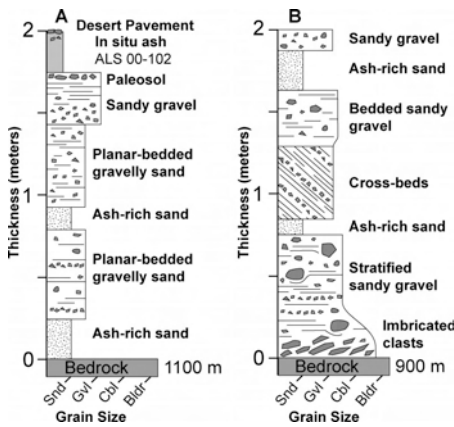 A
2
Desert Pavement
In situ ash
ALS 00-102
Paleosol
Sandy gravel
Planar-bedded
gravelly sand
1
Ash-rich sand
Planar-bedded
gravelly sand
Ash-rich sand
0
Thickness (meters)
Bedrock
1100 m
Snd
Gvl
Cbl
Bldr
Grain Size
B
2
Sandy gravel
Ash-rich sand
Bedded sandy
gravel
1
Cross-beds
Ash-rich sand
Stratified
sandy gravel
Imbricated
clasts
0
Thickness (meters)
Bedrock
900 m
Snd
Gvl
Cbl
Bldr
Grain Size